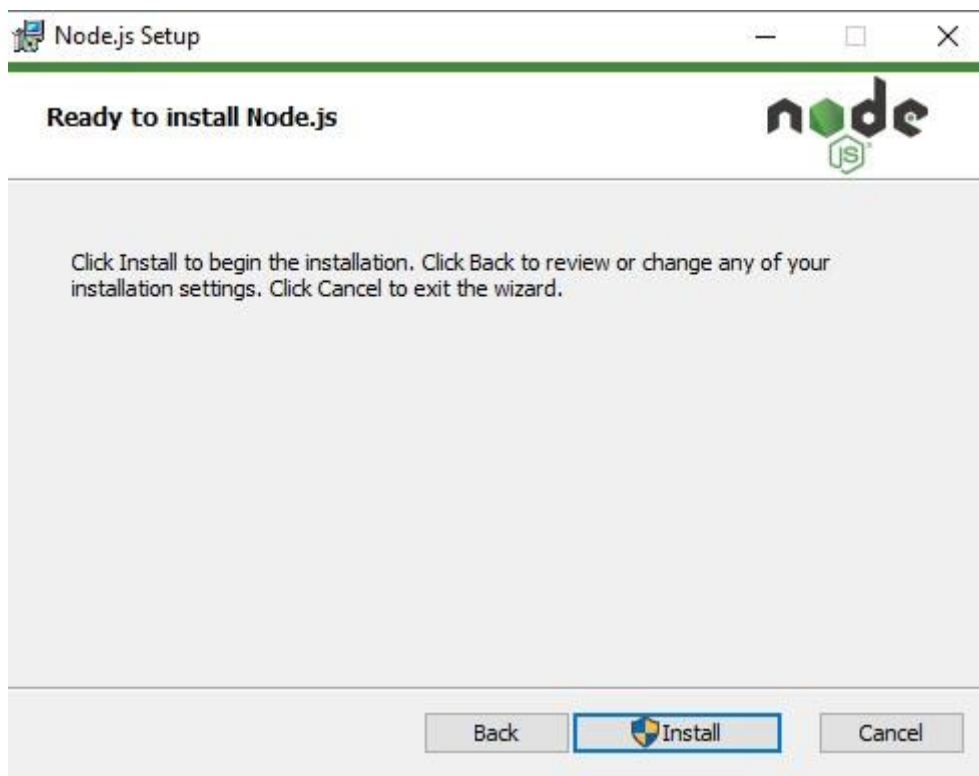 Node.js Setup
Ready to install Node.js
node
JS
Click Install to begin the installation. Click Back to review or change any of your
installation settings. Click Cancel to exit the wizard.
Back Install Cancel